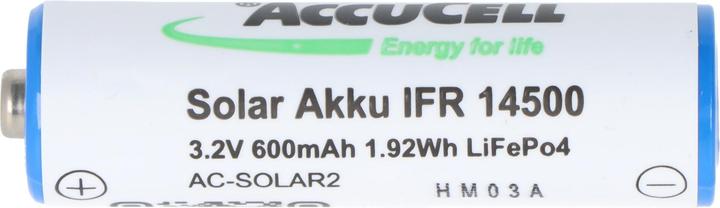 ACCUCELL
Energy for life
Solar Akku IFR 14500
3.2V 600mAh 1.92Wh LiFePo4
AC-SOLAR2
HM03A
+
−